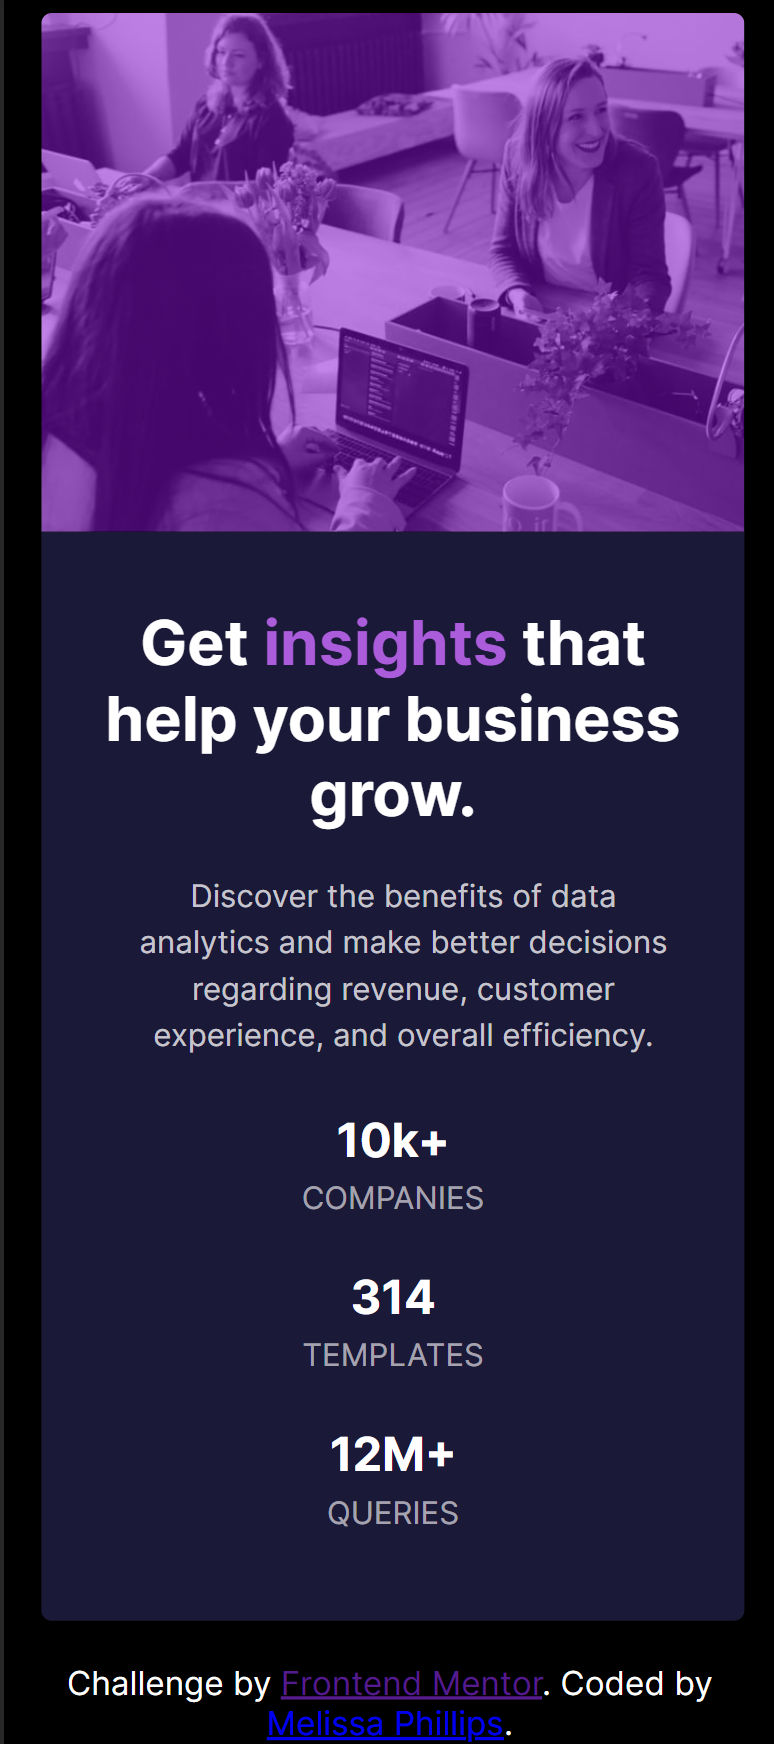 Get insights that
help your business
grow.
Discover the benefits of data
analytics and make better decisions
regarding revenue, customer
experience, and overall efficiency.
10k+
COMPANIES
314
TEMPLATES
12M+
QUERIES
Challenge by Frontend Mentor. Coded by
Melissa Phillips.